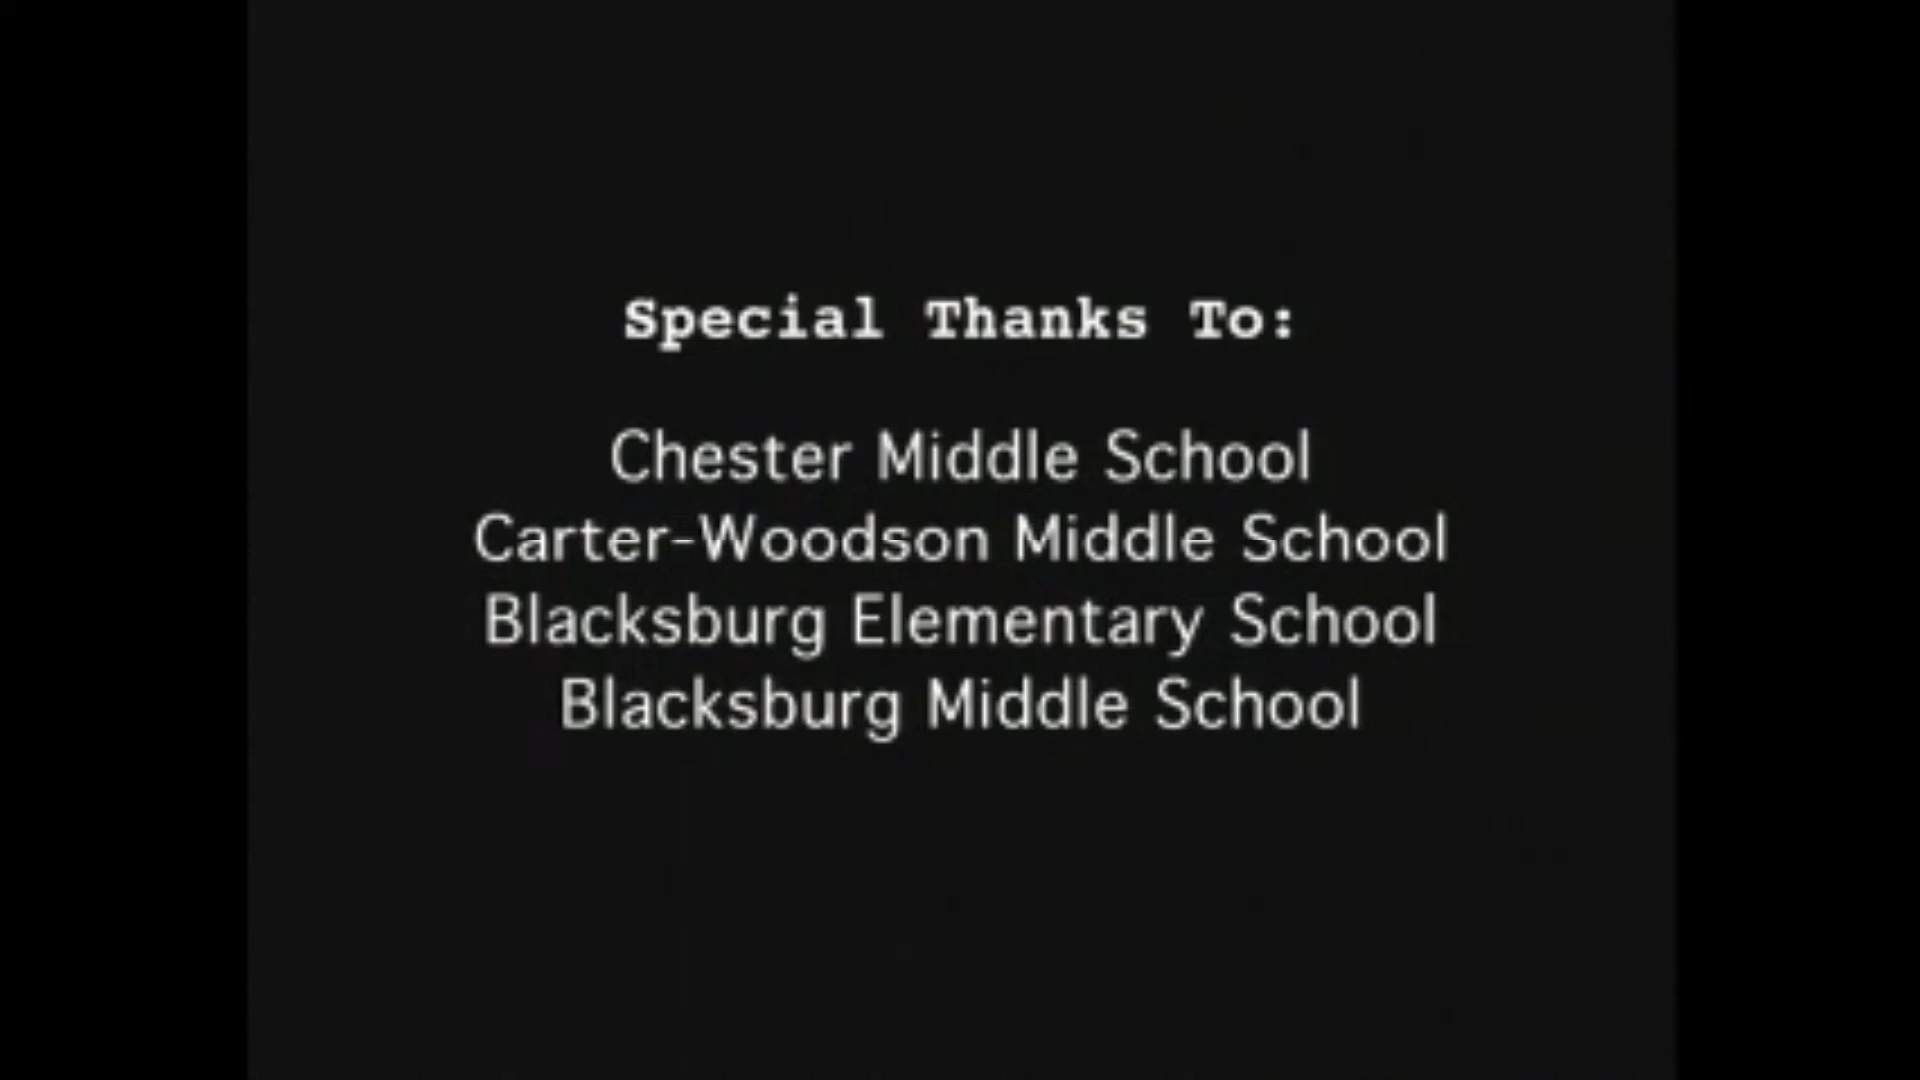 Special Thanks To:
Chester Middle School
Carter-Woodson Middle School
Blacksburg Elementary School
Blacksburg Middle School